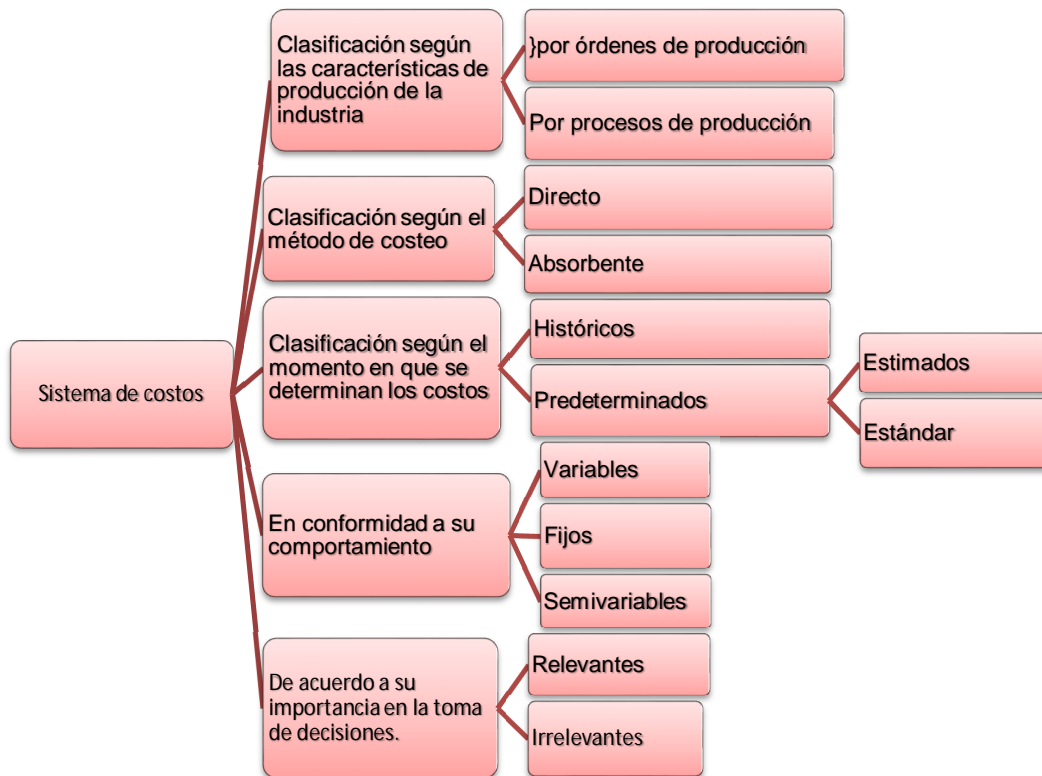 Sistema de costos
Clasificación según
las características de
producción de la
industria
}por órdenes de producción
Por procesos de producción
Clasificación según el
método de costeo
Directo
Absorbente
Clasificación según el
momento en que se
determinan los costos
Históricos
Predeterminados
Estimados
Estándar
En conformidad a su
comportamiento
Variables
Fijos
Semivariables
De acuerdo a su
importancia en la toma
de decisiones.
Relevantes
Irrelevantes